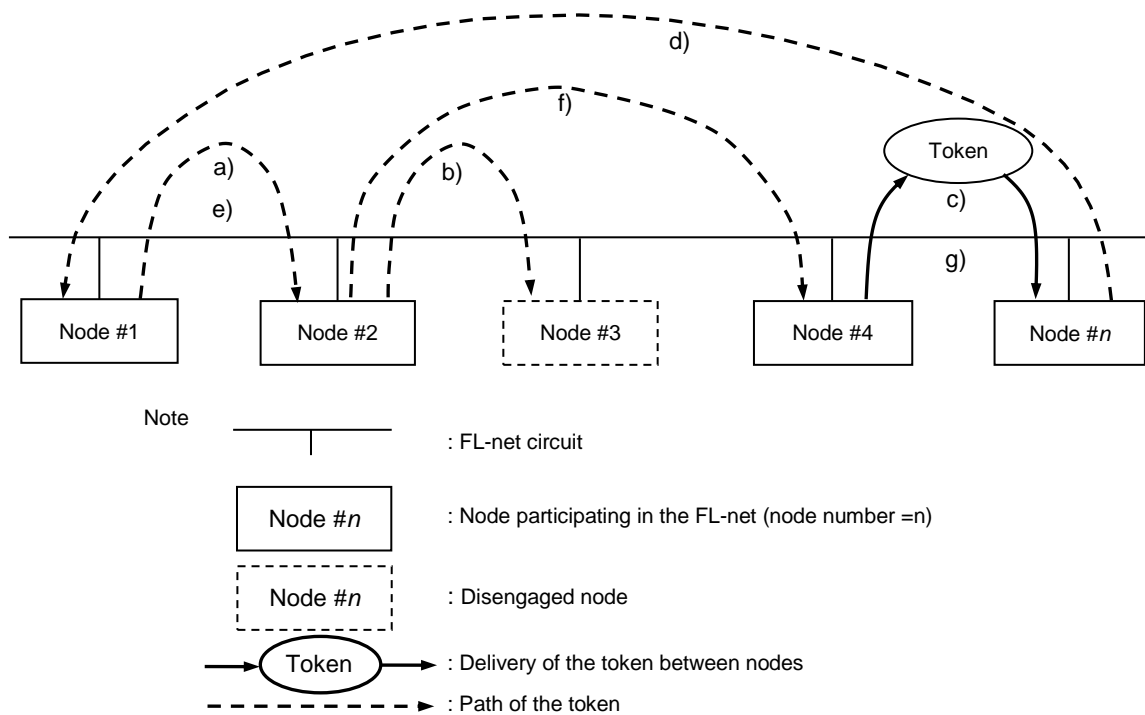 d)
f)
Token
a)
b)
c)
e)
g)
Node #1
Node #2
Node #3
Node #4
Node #n
Note
: FL-net circuit
Node #n
: Node participating in the FL-net (node number =n)
Node #n
: Disengaged node
Token
: Delivery of the token between nodes
: Path of the token